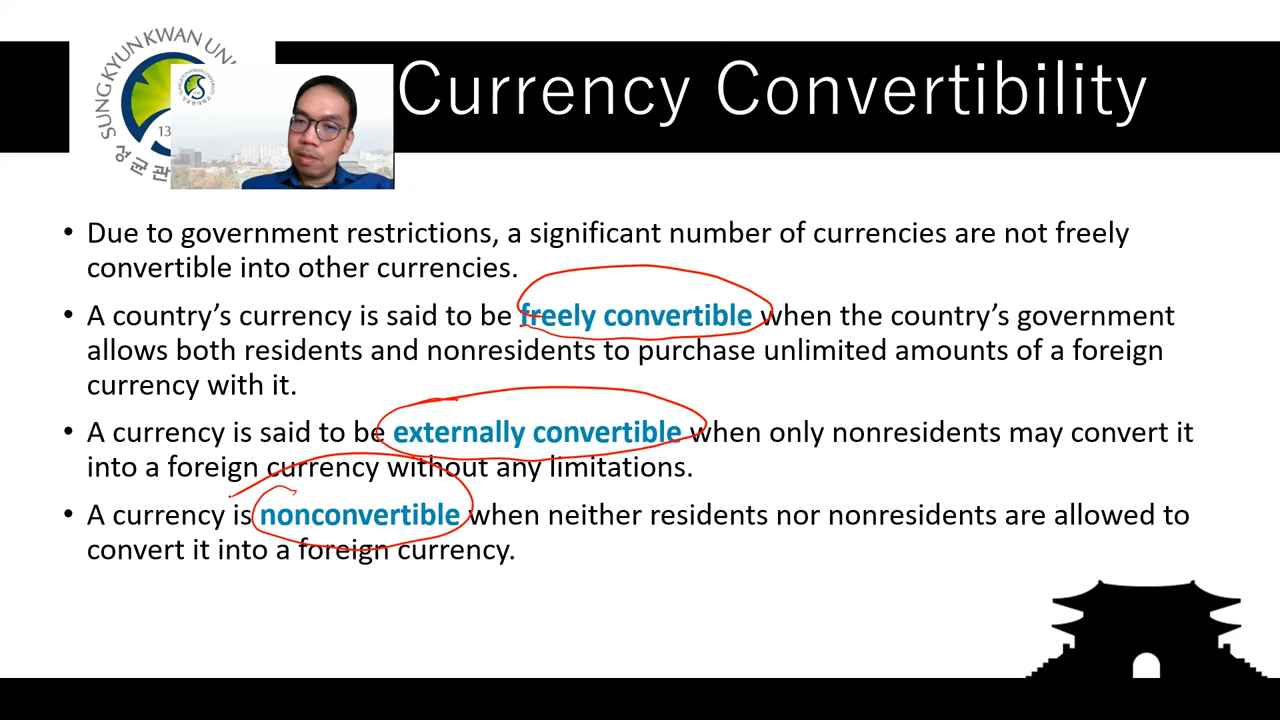 SUNGKYUNKWAN UNI
Currency Convertibility
13
성균관
• Due to government restrictions, a significant number of currencies are not freely
convertible into other currencies.
• A country’s currency is said to be freely convertible when the country’s government
allows both residents and nonresidents to purchase unlimited amounts of a foreign
currency with it.
• A currency is said to be externally convertible when only nonresidents may convert it
into a foreign currency without any limitations.
• A currency is nonconvertible when neither residents nor nonresidents are allowed to
convert it into a foreign currency.